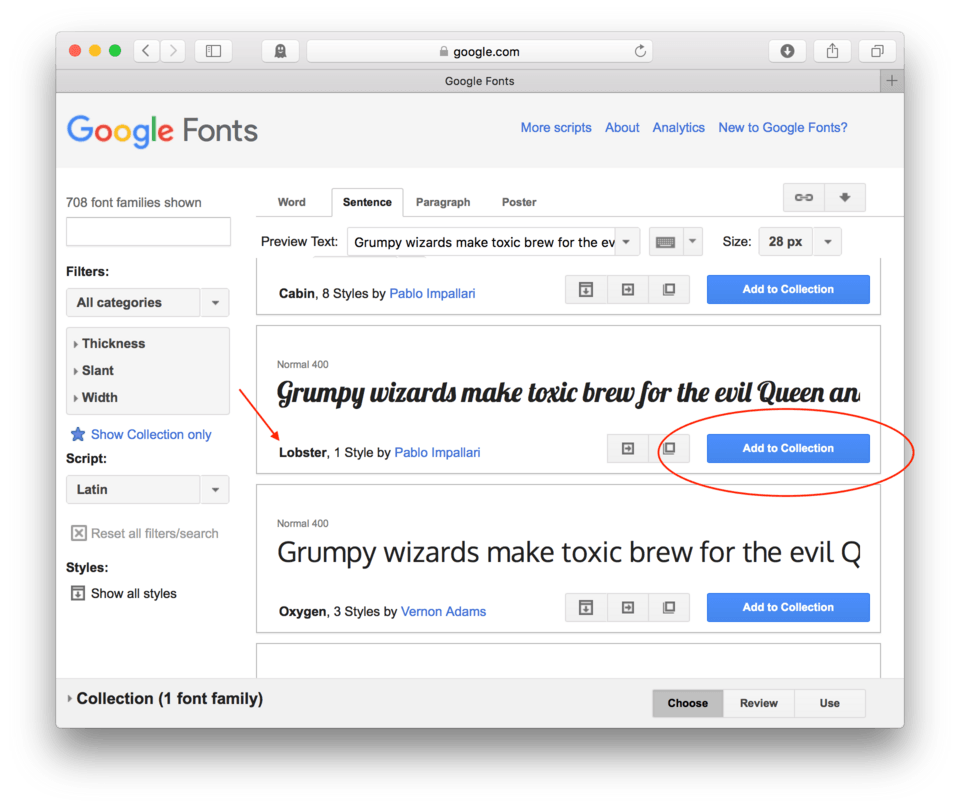 google.com
Google Fonts
Google Fonts
More scripts About Analytics New to Google Fonts?
708 font families shown
Word Sentence Paragraph Poster
Preview Text: Grumpy wizards make toxic brew for the ev Size: 28 px
Filters:
All categories
Thickness
Slant
Width
Show Collection only
Script:
Latin
Reset all filters/search
Styles:
Show all styles
Cabin, 8 Styles by Pablo Impallari Add to Collection
Normal 400
Grumpy wizards make toxic brew for the evil Queen an
Lobster, 1 Style by Pablo Impallari Add to Collection
Normal 400
Grumpy wizards make toxic brew for the evil Q
Oxygen, 3 Styles by Vernon Adams Add to Collection
Collection (1 font family) Choose Review Use